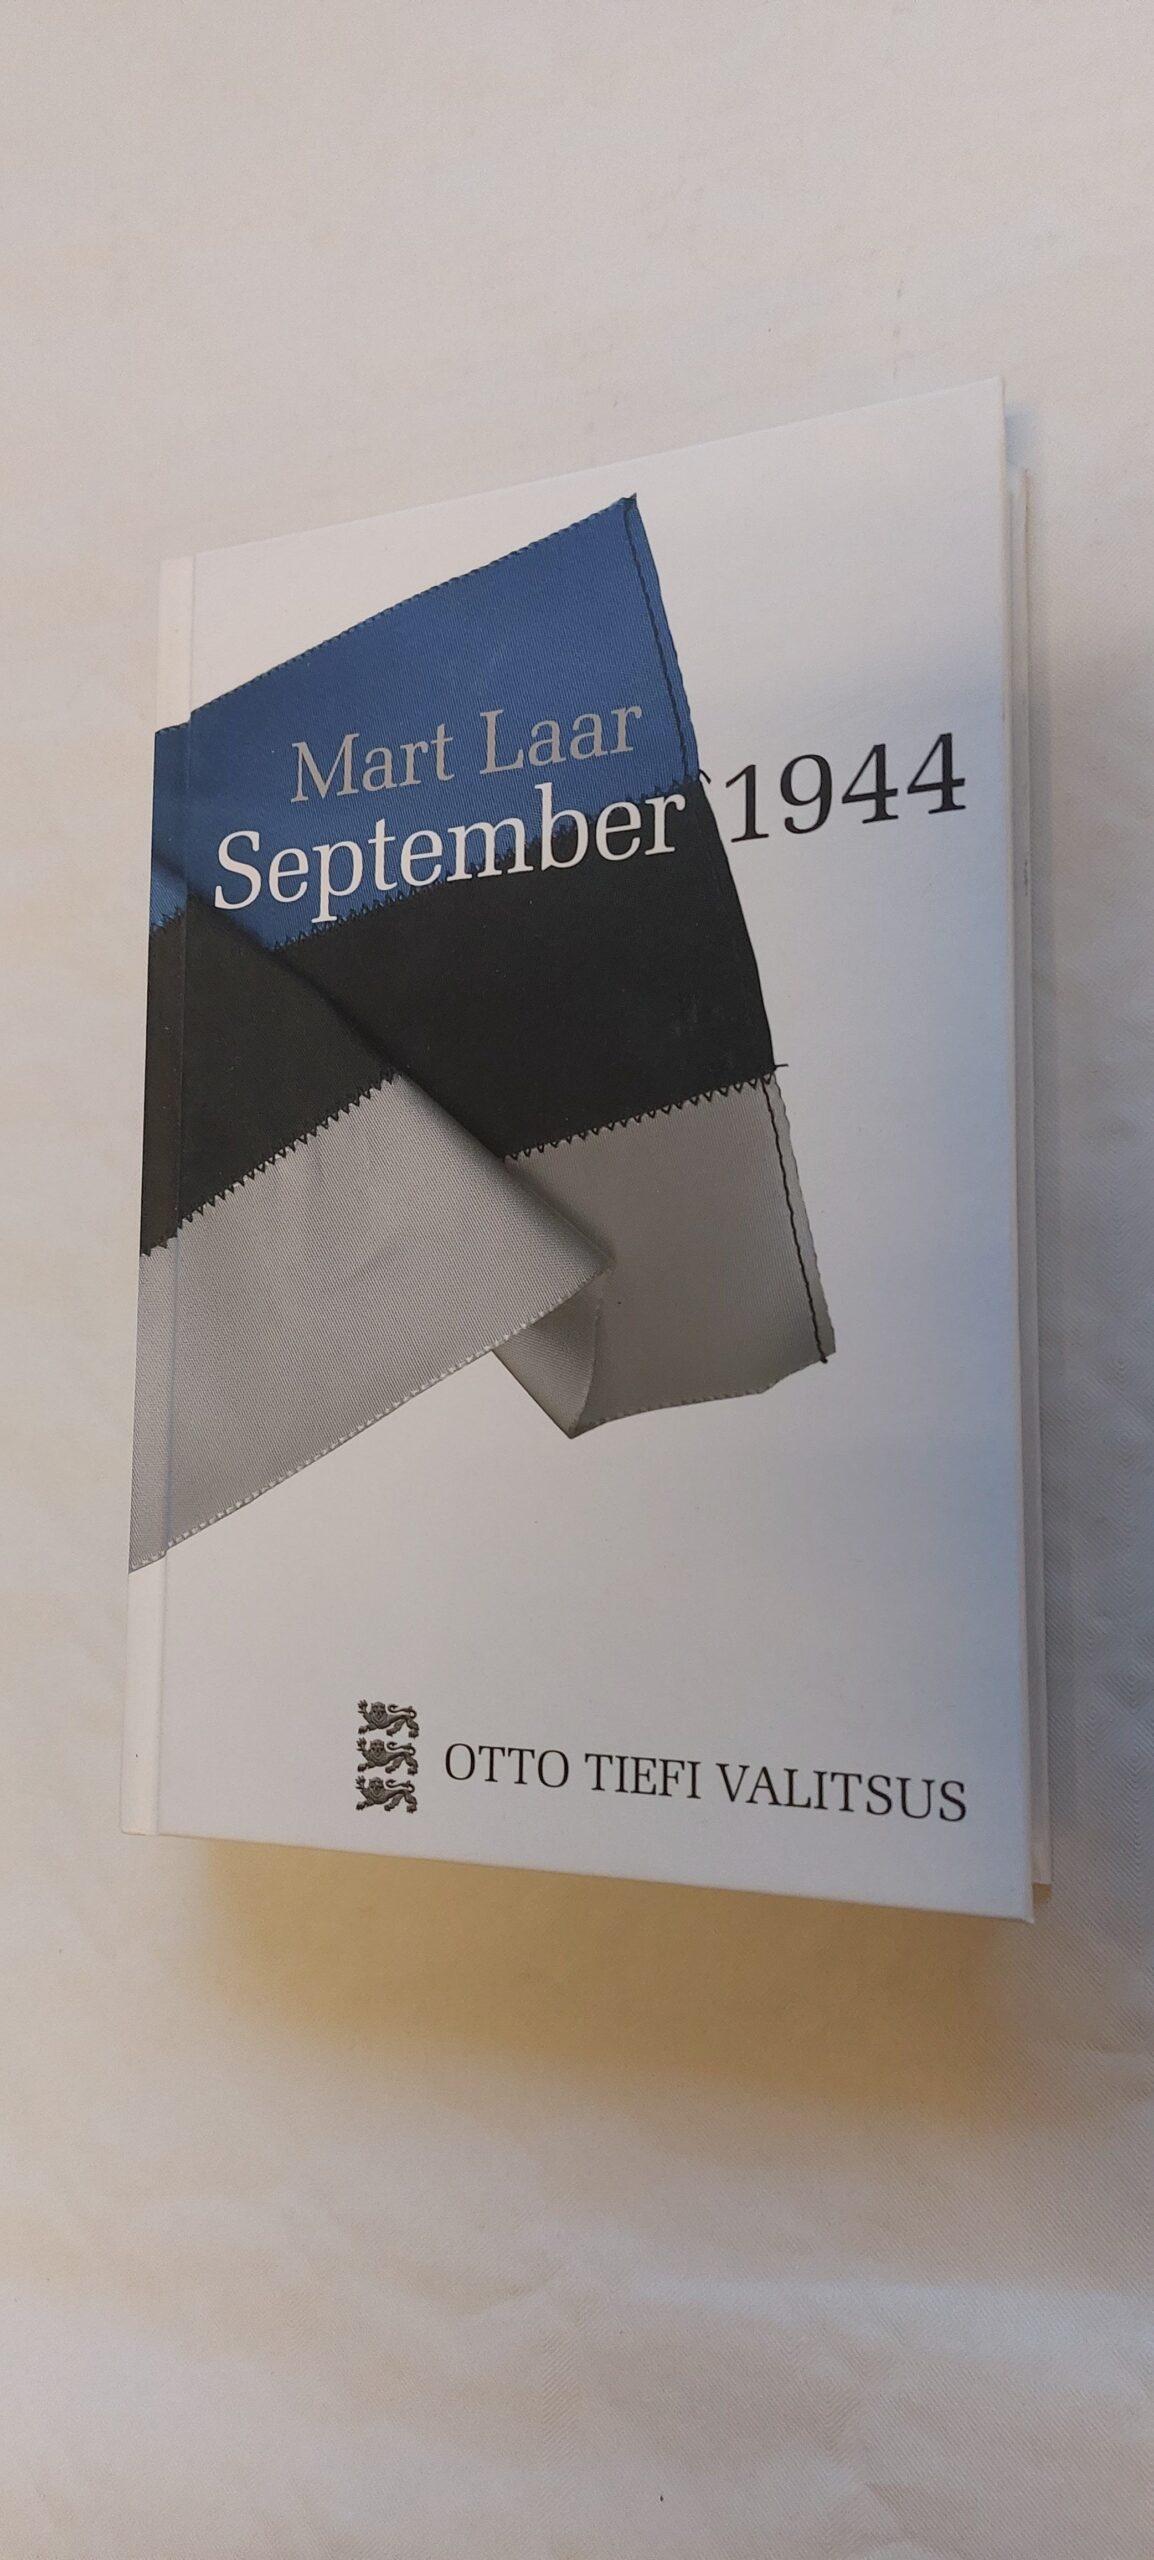 Mart Laar
September 1944
OTTO TIEFI VALITSUS